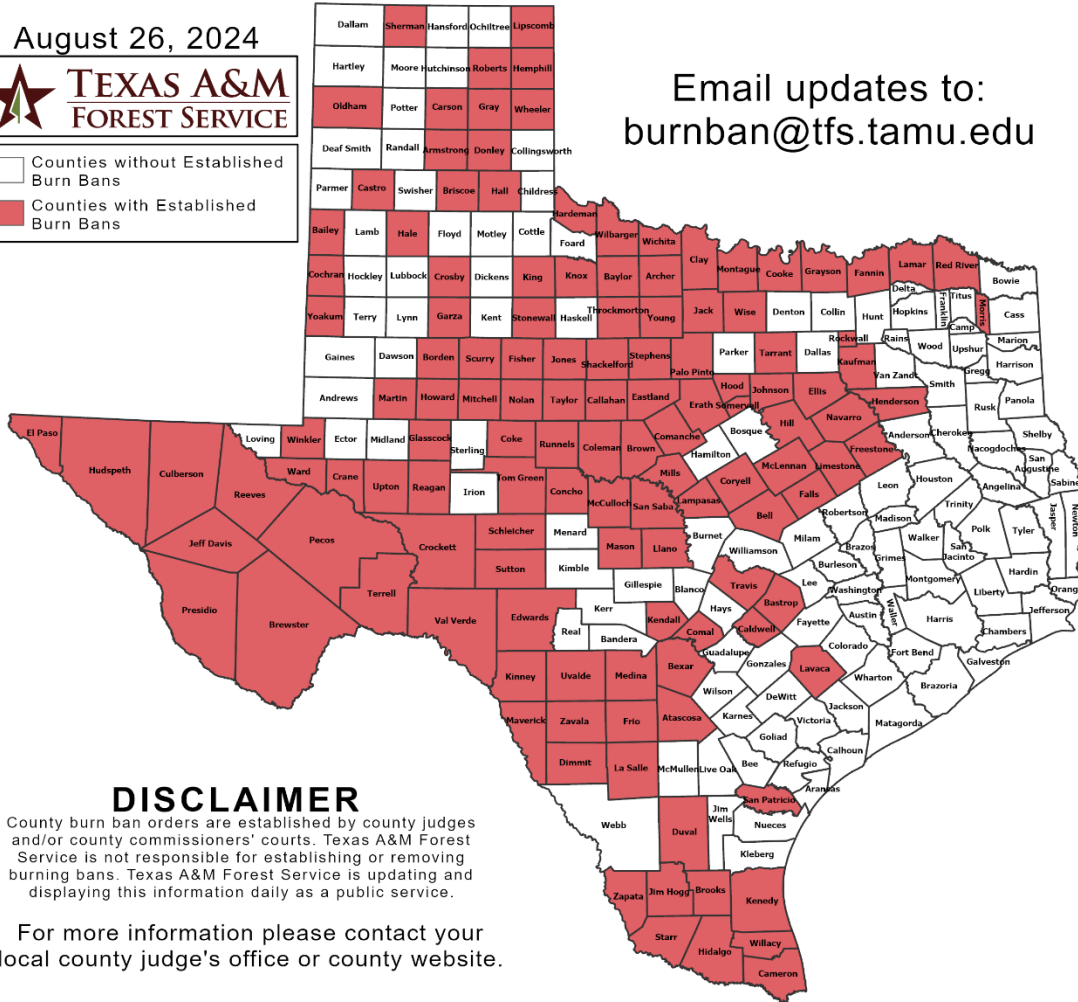 August 26, 2024
TEXAS A&M
FOREST SERVICE
Counties without Established
Burn Bans
Counties with Established
Burn Bans
Email updates to:
burnban@tfs.tamu.edu
Dallam
Sherman
Hansford
Ochiltree
Lipscomb
Hartley
Moore
Hutchinson
Roberts
Hemphill
Oldham
Potter
Carson
Gray
Wheeler
Deaf Smith
Randall
Armstrong
Donley
Collingsworth
Parmer
Castro
Swisher
Briscoe
Hall
Childress
Hardeman
Bailey
Lamb
Hale
Floyd
Motley
Cottle
Foard
Wilbarger
Wichita
Clay
Montague
Cooke
Grayson
Fannin
Lamar
Red River
Bowie
Cochran
Hockley
Lubbock
Crosby
Dickens
King
Knox
Baylor
Archer
Delta
Franklin
Titus
Morris
Cass
Yoakum
Terry
Lynn
Garza
Kent
Stonewall
Haskell
Throckmorton
Young
Jack
Wise
Denton
Collin
Hunt
Hopkins
Camp
Marion
Gaines
Dawson
Borden
Scurry
Fisher
Jones
Shackelford
Stephens
Palo Pinto
Parker
Tarrant
Dallas
Rockwall
Kaufman
Rains
Wood
Upshur
Gregg
Harrison
Van Zandt
Smith
Andrews
Martin
Howard
Mitchell
Nolan
Taylor
Callahan
Eastland
Erath
Hood
Somervell
Johnson
Ellis
Henderson
Rusk
Panola
El Paso
Hudspeth
Culberson
Reeves
Loving
Winkler
Ector
Midland
Glasscock
Sterling
Coke
Runnels
Coleman
Brown
Comanche
Hamilton
Bosque
Hill
Navarro
Freestone
Anderson
Cherokee
Nacogdoches
Shelby
San
Augustine
Sabine
Ward
Crane
Upton
Reagan
Irion
Tom Green
Concho
McCulloch
San Saba
Mills
Lampasas
Coryell
McLennan
Limestone
Falls
Leon
Houston
Angelina
Trinity
Jeff Davis
Pecos
Crockett
Schleicher
Menard
Mason
Llano
Burnet
Bell
Williamson
Milam
Robertson
Madison
Walker
San
Jacinto
Polk
Tyler
Jasper
Newton
Presidio
Brewster
Terrell
Val Verde
Sutton
Kimble
Gillespie
Blanco
Travis
Bastrop
Lee
Burleson
Brazos
Grimes
Montgomery
Liberty
Hardin
Orang
Edwards
Real
Kerr
Bandera
Kendall
Comal
Hays
Caldwell
Fayette
Washington
Austin
Waller
Harris
Jefferson
Chambers
Kinney
Uvalde
Medina
Bexar
Guadalupe
Gonzales
Lavaca
Colorado
Fort Bend
Wharton
Brazoria
Galveston
Maverick
Zavala
Frio
Atascosa
Wilson
Karnes
DeWitt
Victoria
Jackson
Matagorda
Dimmit
La Salle
McMullen
Live Oak
Bee
Goliad
Refugio
Calhoun
Aransas
San Patricio
Webb
Duval
Jim
Wells
Nueces
Kleberg
Zapata
Jim Hogg
Brooks
Kenedy
Starr
Hidalgo
Willacy
Cameron
DISCLAIMER
County burn ban orders are established by county judges
and/or county commissioners' courts. Texas A&M Forest
Service is not responsible for establishing or removing
burning bans. Texas A&M Forest Service is updating and
displaying this information daily as a public service.
For more information please contact your
local county judge's office or county website.